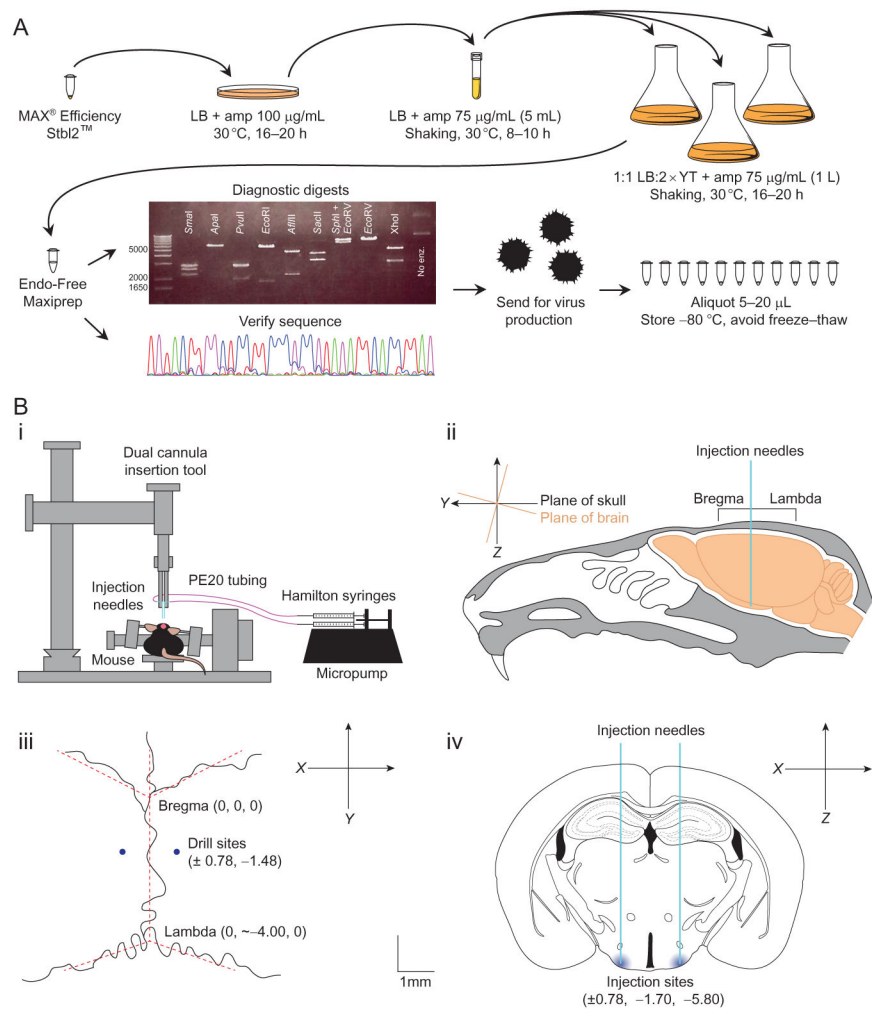 A
MAX® Efficiency
Stbl2™
LB + amp 100 μg/mL
30 °C, 16–20 h
LB + amp 75 μg/mL (5 mL)
Shaking, 30 °C, 8–10 h
1:1 LB:2 × YT + amp 75 μg/mL (1 L)
Shaking, 30 °C, 16–20 h
Diagnostic digests
SmaI
ApaI
PvuII
EcoRI
AflIII
SacII
SphI +
EcoRV
EcoRV
XhoI
No enz.
5000
2000
1650
Endo-Free
Maxiprep
Verify sequence
Send for virus
production
Aliquot 5–20 μL
Store –80 °C, avoid freeze–thaw
B
i
Dual cannula
insertion tool
Injection
needles
PE20 tubing
Hamilton syringes
Mouse
Micropump
ii
Injection needles
Bregma
Lambda
Y
Z
Plane of skull
Plane of brain
iii
X
Y
Bregma (0, 0, 0)
Drill sites
(± 0.78, −1.48)
Lambda (0, ~−4.00, 0)
1mm
iv
Injection needles
X
Z
Injection sites
(±0.78, −1.70, −5.80)